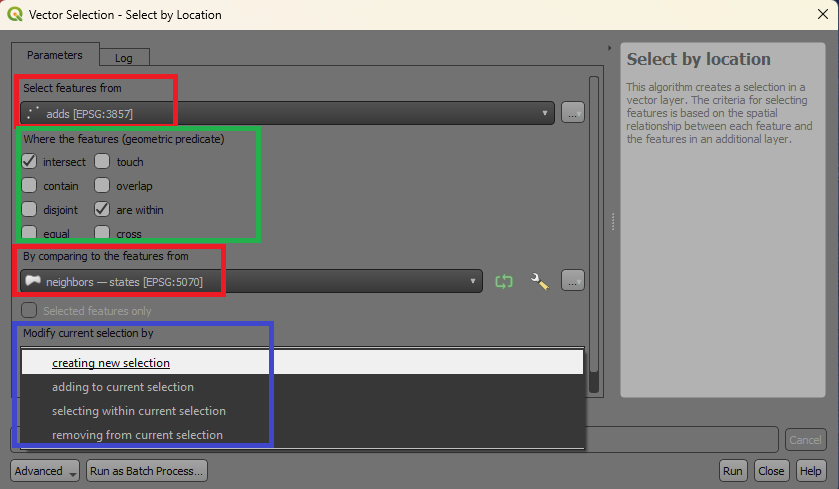 Vector Selection - Select by Location
Parameters
Log
Select features from
adds [EPSG:3857]
...
Where the features (geometric predicate)
intersect
touch
contain
overlap
disjoint
are within
equal
cross
By comparing to the features from
neighbors — states [EPSG:5070]
...
Selected features only
Modify current selection by
creating new selection
adding to current selection
selecting within current selection
removing from current selection
Cancel
Advanced
Run as Batch Process...
Run
Close
Help
Select by location
This algorithm creates a selection in a
vector layer. The criteria for selecting
features is based on the spatial
relationship between each feature and
the features in an additional layer.